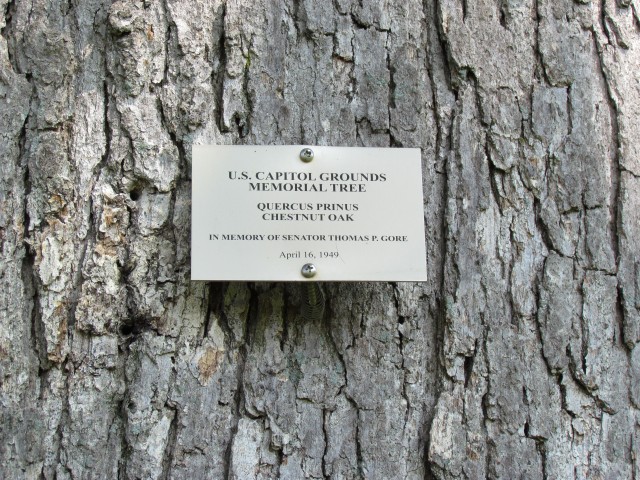 U.S. CAPITOL GROUNDS
MEMORIAL TREE
QUERCUS PRINUS
CHESTNUT OAK
IN MEMORY OF SENATOR THOMAS P. GORE
April 16, 1949